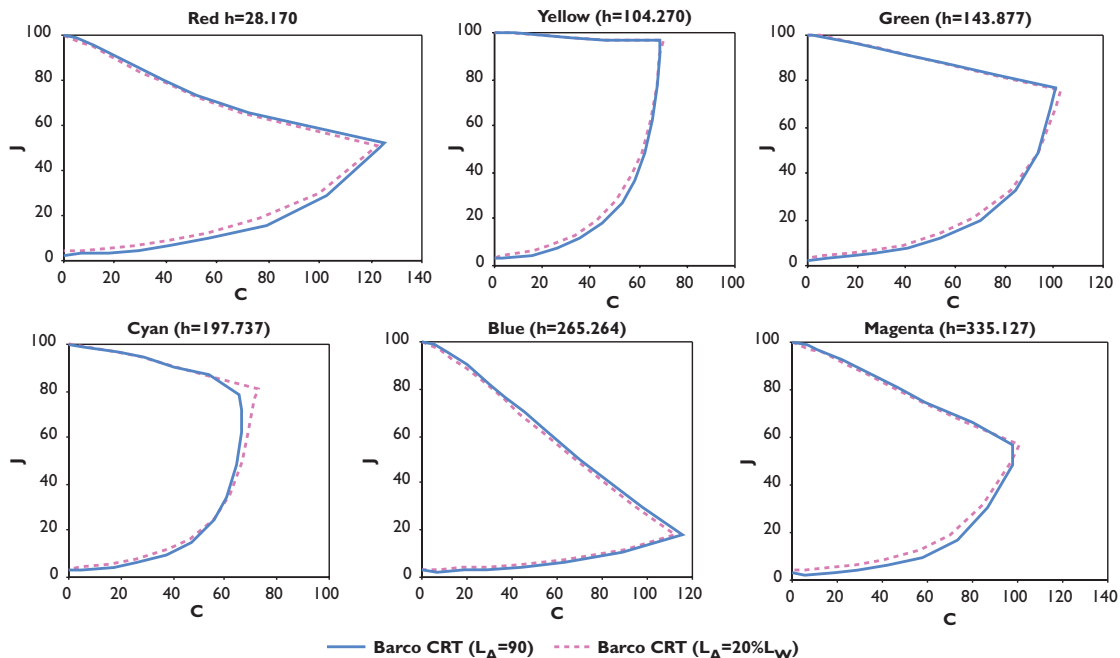 Red h=28.170
100
80
60
40
20
0
J
0 20 40 60 80 100 120 140
C
Yellow (h=104.270)
100
80
60
40
20
0
J
0 20 40 60 80 100
C
Green (h=143.877)
100
80
60
40
20
0
J
0 20 40 60 80 100 120
C
Cyan (h=197.737)
100
80
60
40
20
0
J
0 20 40 60 80 100
C
Blue (h=265.264)
100
80
60
40
20
0
J
0 20 40 60 80 100 120 140
C
Magenta (h=335.127)
100
80
60
40
20
0
J
0 20 40 60 80 100 120 140
C
Barco CRT (LA=90) Barco CRT (LA=20%LW)